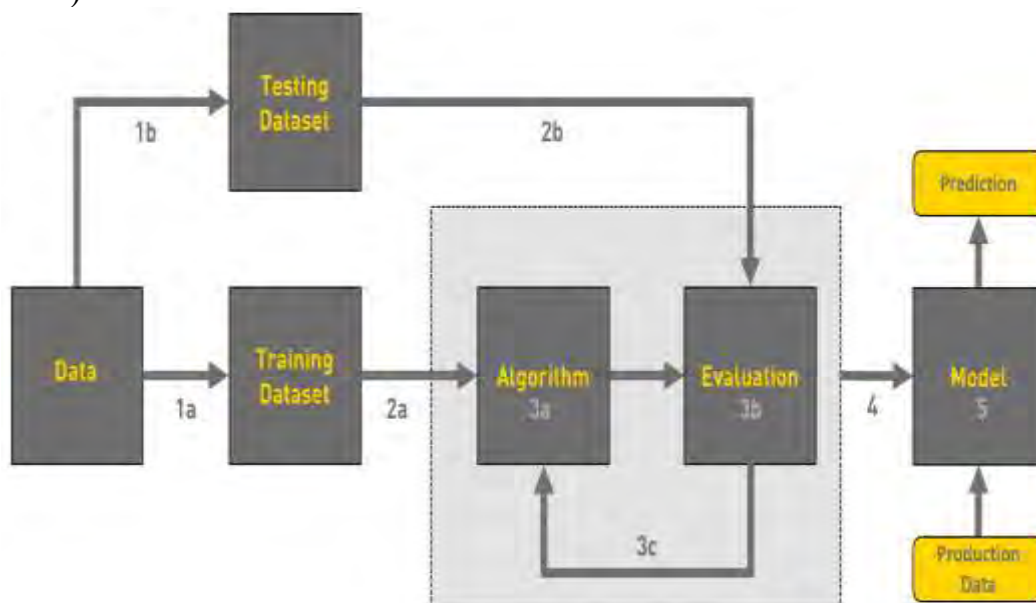 )
Testing
Dataset
1b
2b
Prediction
Data
1a
Training
Dataset
2a
Algorithm
3a
Evaluation
3b
4
Model
5
3c
Production
Data